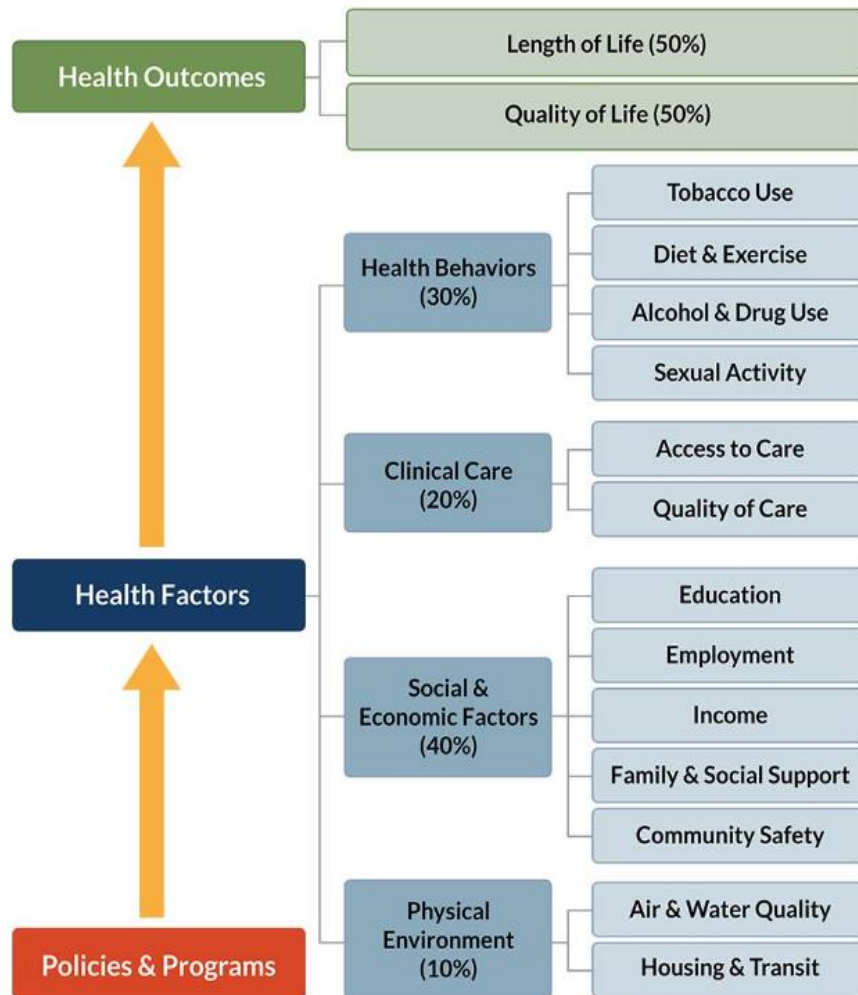 Health Outcomes
Length of Life (50%)
Quality of Life (50%)
Health Factors
Health Behaviors
(30%)
Tobacco Use
Diet & Exercise
Alcohol & Drug Use
Sexual Activity
Clinical Care
(20%)
Access to Care
Quality of Care
Social &
Economic Factors
(40%)
Education
Employment
Income
Family & Social Support
Community Safety
Physical
Environment
(10%)
Air & Water Quality
Housing & Transit
Policies & Programs